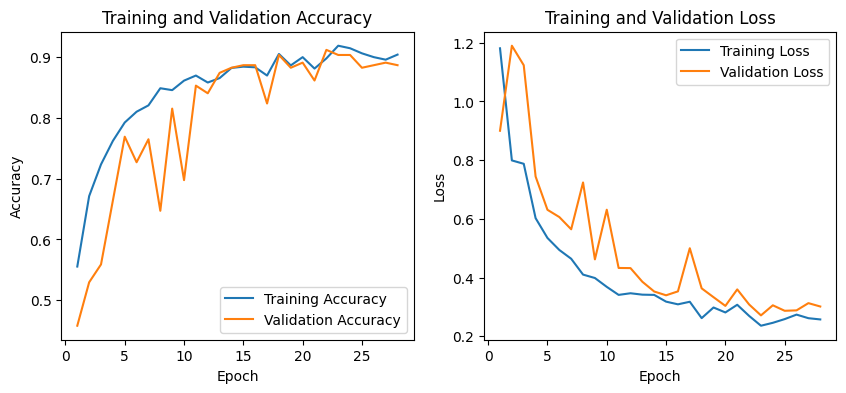 Training and Validation Accuracy
Accuracy
0.9
0.8
0.7
0.6
0.5
Training Accuracy
Validation Accuracy
0 5 10 15 20 25
Epoch
Training and Validation Loss
Loss
1.2
1.0
0.8
0.6
0.4
0.2
Training Loss
Validation Loss
0 5 10 15 20 25
Epoch